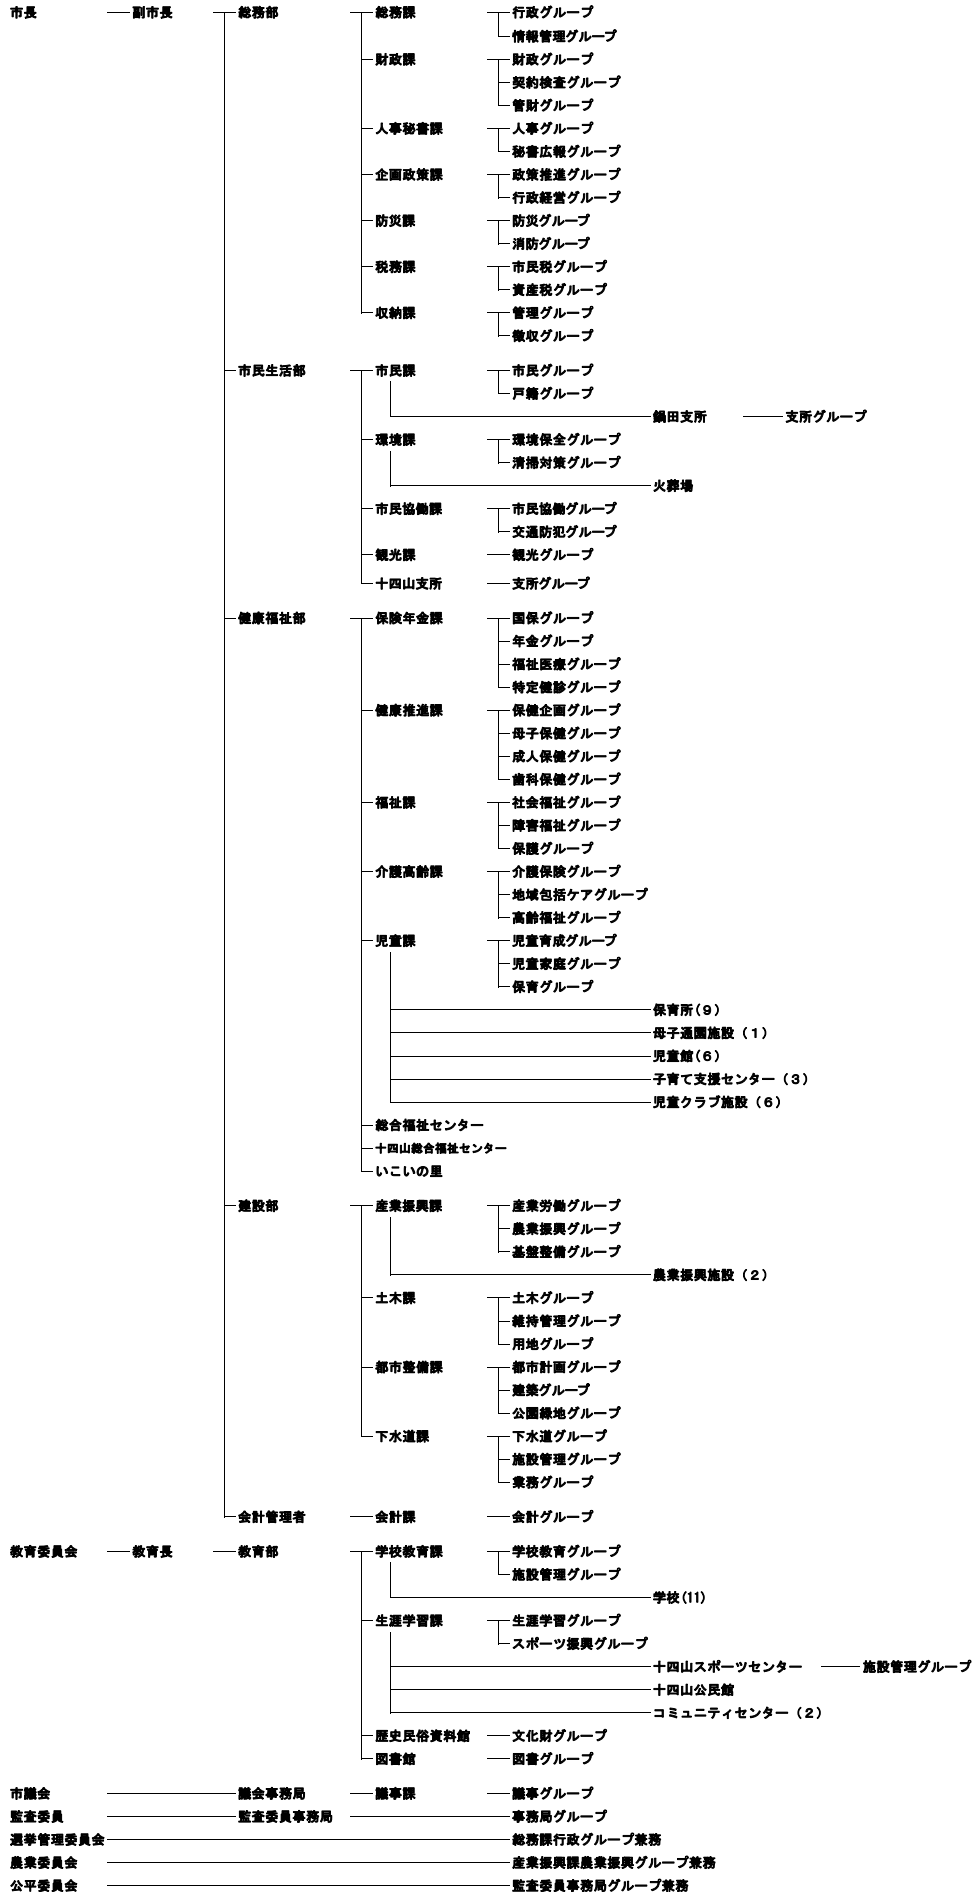 市長 副市長 総務部 総務課 行政グループ
情報管理グループ
財政課 財政グループ
契約検査グループ
管財グループ
人事秘書課 人事グループ
秘書広報グループ
企画政策課 政策推進グループ
行政経営グループ
防災課 防災グループ
消防グループ
税務課 市民税グループ
資産税グループ
収納課 管理グループ
徴収グループ
市民生活部 市民課 市民グループ
戸籍グループ
鍋田支所 支所グループ
環境課 環境保全グループ
清掃対策グループ
火葬場
市民協働課 市民協働グループ
交通防犯グループ
観光課 観光グループ
十四山支所 支所グループ
健康福祉部 保険年金課 国保グループ
年金グループ
福祉医療グループ
特定健診グループ
健康推進課 保健企画グループ
母子保健グループ
成人保健グループ
歯科保健グループ
福祉課 社会福祉グループ
障害福祉グループ
保護グループ
介護高齢課 介護保険グループ
地域包括ケアグループ
高齢福祉グループ
児童課 児童育成グループ
児童家庭グループ
保育グループ
保育所(９)
母子通園施設（１）
児童館(６)
子育て支援センター（３）
児童クラブ施設（６）
総合福祉センター
十四山総合福祉センター
いこいの里
建設部 産業振興課 産業労働グループ
農業振興グループ
基盤整備グループ
農業振興施設（２）
土木課 土木グループ
維持管理グループ
用地グループ
都市整備課 都市計画グループ
建築グループ
公園緑地グループ
下水道課 下水道グループ
施設管理グループ
業務グループ
会計管理者 会計課 会計グループ
教育委員会 教育長 教育部 学校教育課 学校教育グループ
施設管理グループ
学校(11)
生涯学習課 生涯学習グループ
スポーツ振興グループ
十四山スポーツセンター 施設管理グループ
十四山公民館
コミュニティセンター（２）
歴史民俗資料館 文化財グループ
図書館 図書グループ
市議会 議会事務局 議事課 議事グループ
監査委員 監査委員事務局 事務局グループ
選挙管理委員会 総務課行政グループ兼務
農業委員会 産業振興課農業振興グループ兼務
公平委員会 監査委員事務局グループ兼務